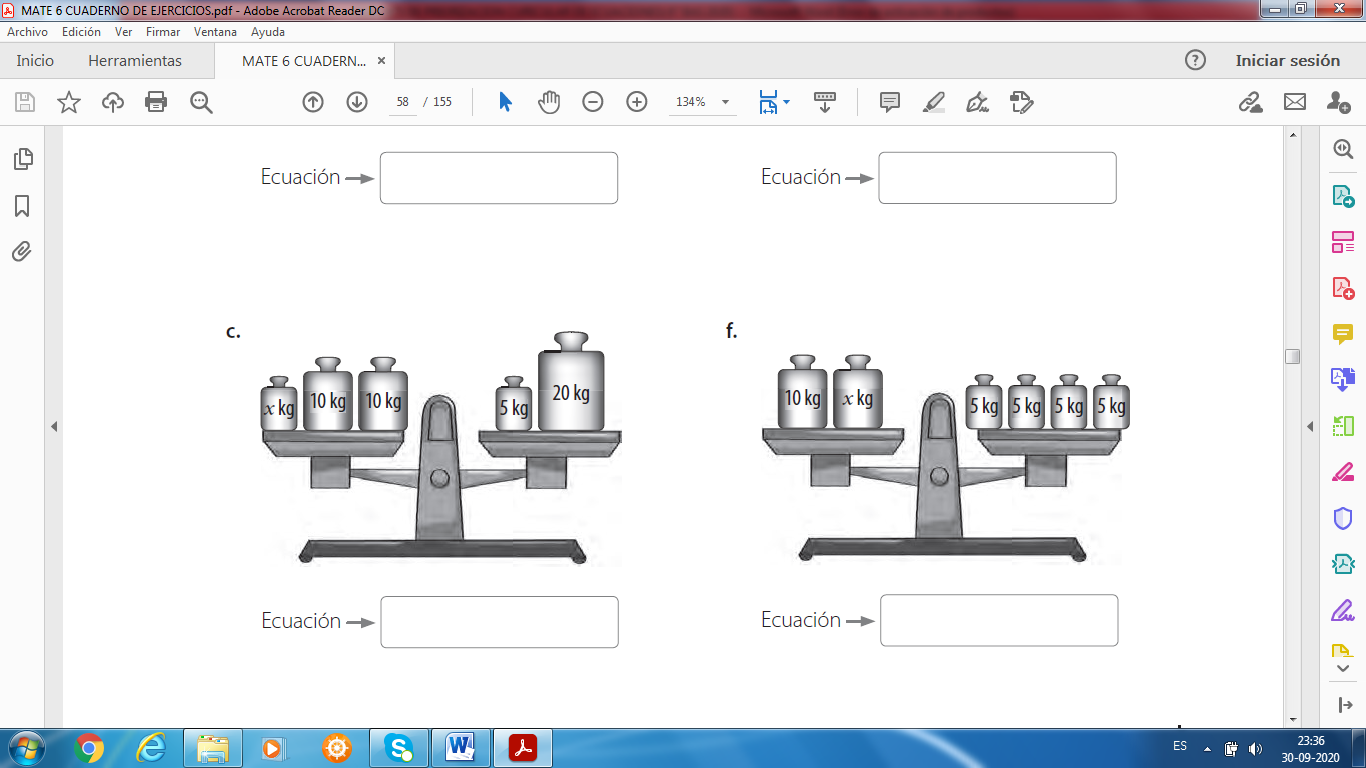 MATE 6 CUADERNO DE EJERCICIOS.pdf - Adobe Acrobat Reader DC
Archivo Edición Ver Firmar Ventana Ayuda
Inicio Herramientas MATE 6 CUADERN... × ? Iniciar sesión
58 / 155 134%
Ecuación
Ecuación
c.
x kg 10 kg 10 kg 5 kg 20 kg
Ecuación
f.
10 kg x kg 5 kg 5 kg 5 kg 5 kg
Ecuación
ES 23:36
30-09-2020